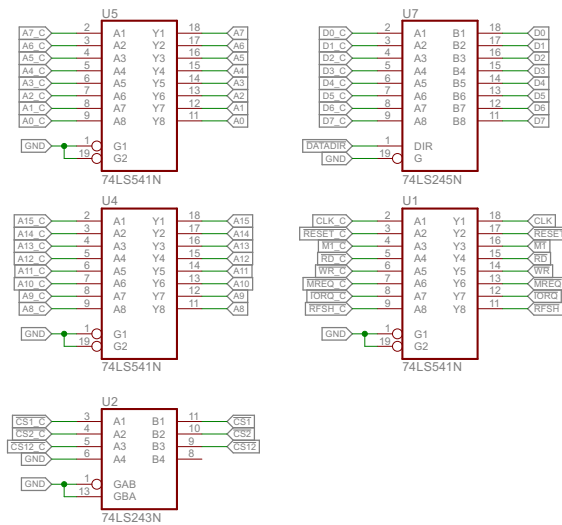 U5
A7_C 2 A1 Y1 18 A7
A6_C 3 A2 Y2 17 A6
A5_C 4 A3 Y3 16 A5
A4_C 5 A4 Y4 15 A4
A3_C 6 A5 Y5 14 A3
A2_C 7 A6 Y6 13 A2
A1_C 8 A7 Y7 12 A1
A0_C 9 A8 Y8 11 A0
GND 1 G1
19 G2
74LS541N
U7
D0_C 2 A1 B1 18 D0
D1_C 3 A2 B2 17 D1
D2_C 4 A3 B3 16 D2
D3_C 5 A4 B4 15 D3
D4_C 6 A5 B5 14 D4
D5_C 7 A6 B6 13 D5
D6_C 8 A7 B7 12 D6
D7_C 9 A8 B8 11 D7
DATADIR 1 DIR
GND 19 G
74LS245N
U4
A15_C 2 A1 Y1 18 A15
A14_C 3 A2 Y2 17 A14
A13_C 4 A3 Y3 16 A13
A12_C 5 A4 Y4 15 A12
A11_C 6 A5 Y5 14 A11
A10_C 7 A6 Y6 13 A10
A9_C 8 A7 Y7 12 A9
A8_C 9 A8 Y8 11 A8
GND 1 G1
19 G2
74LS541N
U1
CLK_C 2 A1 Y1 18 CLK
RESET_C 3 A2 Y2 17 RESET
M1_C 4 A3 Y3 16 M1
RD_C 5 A4 Y4 15 RD
WR_C 6 A5 Y5 14 WR
MREQ_C 7 A6 Y6 13 MREQ
IORQ_C 8 A7 Y7 12 IORQ
RFSH_C 9 A8 Y8 11 RFSH
GND 1 G1
19 G2
74LS541N
U2
CS1_C 3 A1 B1 11 CS1
CS2_C 4 A2 B2 10 CS2
CS12_C 5 A3 B3 9 CS12
GND 6 A4 B4 8
GND 1 GAB
13 GBA
74LS243N